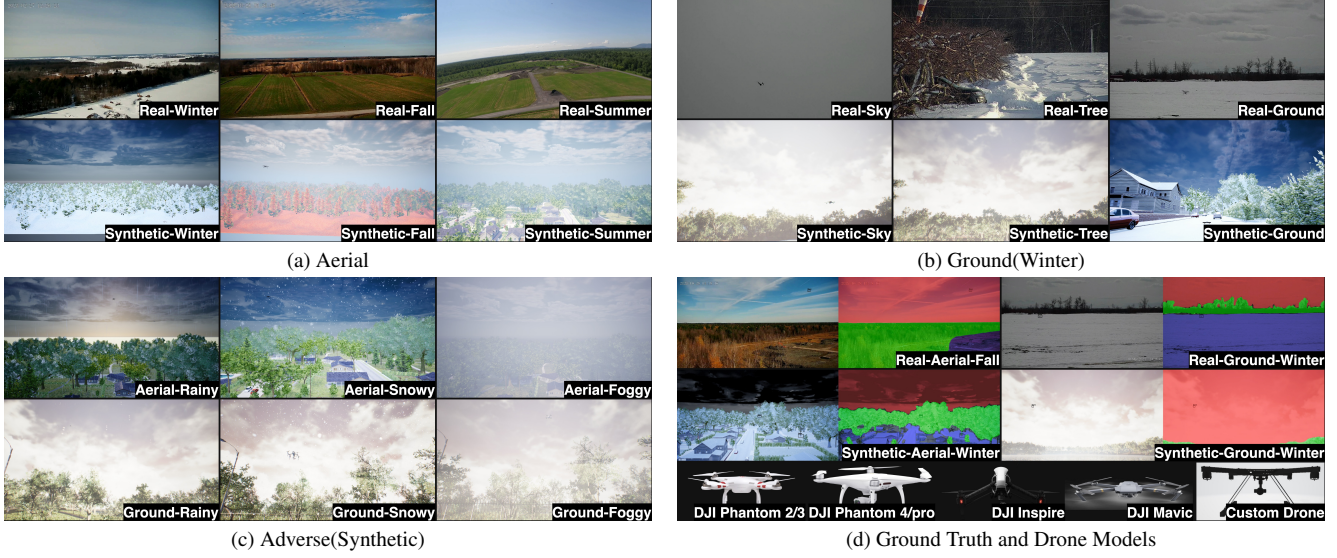 Real-Winter
Real-Fall
Real-Summer
Synthetic-Winter
Synthetic-Fall
Synthetic-Summer
(a) Aerial
Real-Sky
Real-Tree
Real-Ground
Synthetic-Sky
Synthetic-Tree
Synthetic-Ground
(b) Ground(Winter)
Aerial-Rainy
Aerial-Snowy
Aerial-Foggy
Ground-Rainy
Ground-Snowy
Ground-Foggy
(c) Adverse(Synthetic)
Real-Aerial-Fall
Real-Ground-Winter
Synthetic-Aerial-Winter
Synthetic-Ground-Winter
DJI Phantom 2/3
DJI Phantom 4/pro
DJI Inspire
DJI Mavic
Custom Drone
(d) Ground Truth and Drone Models